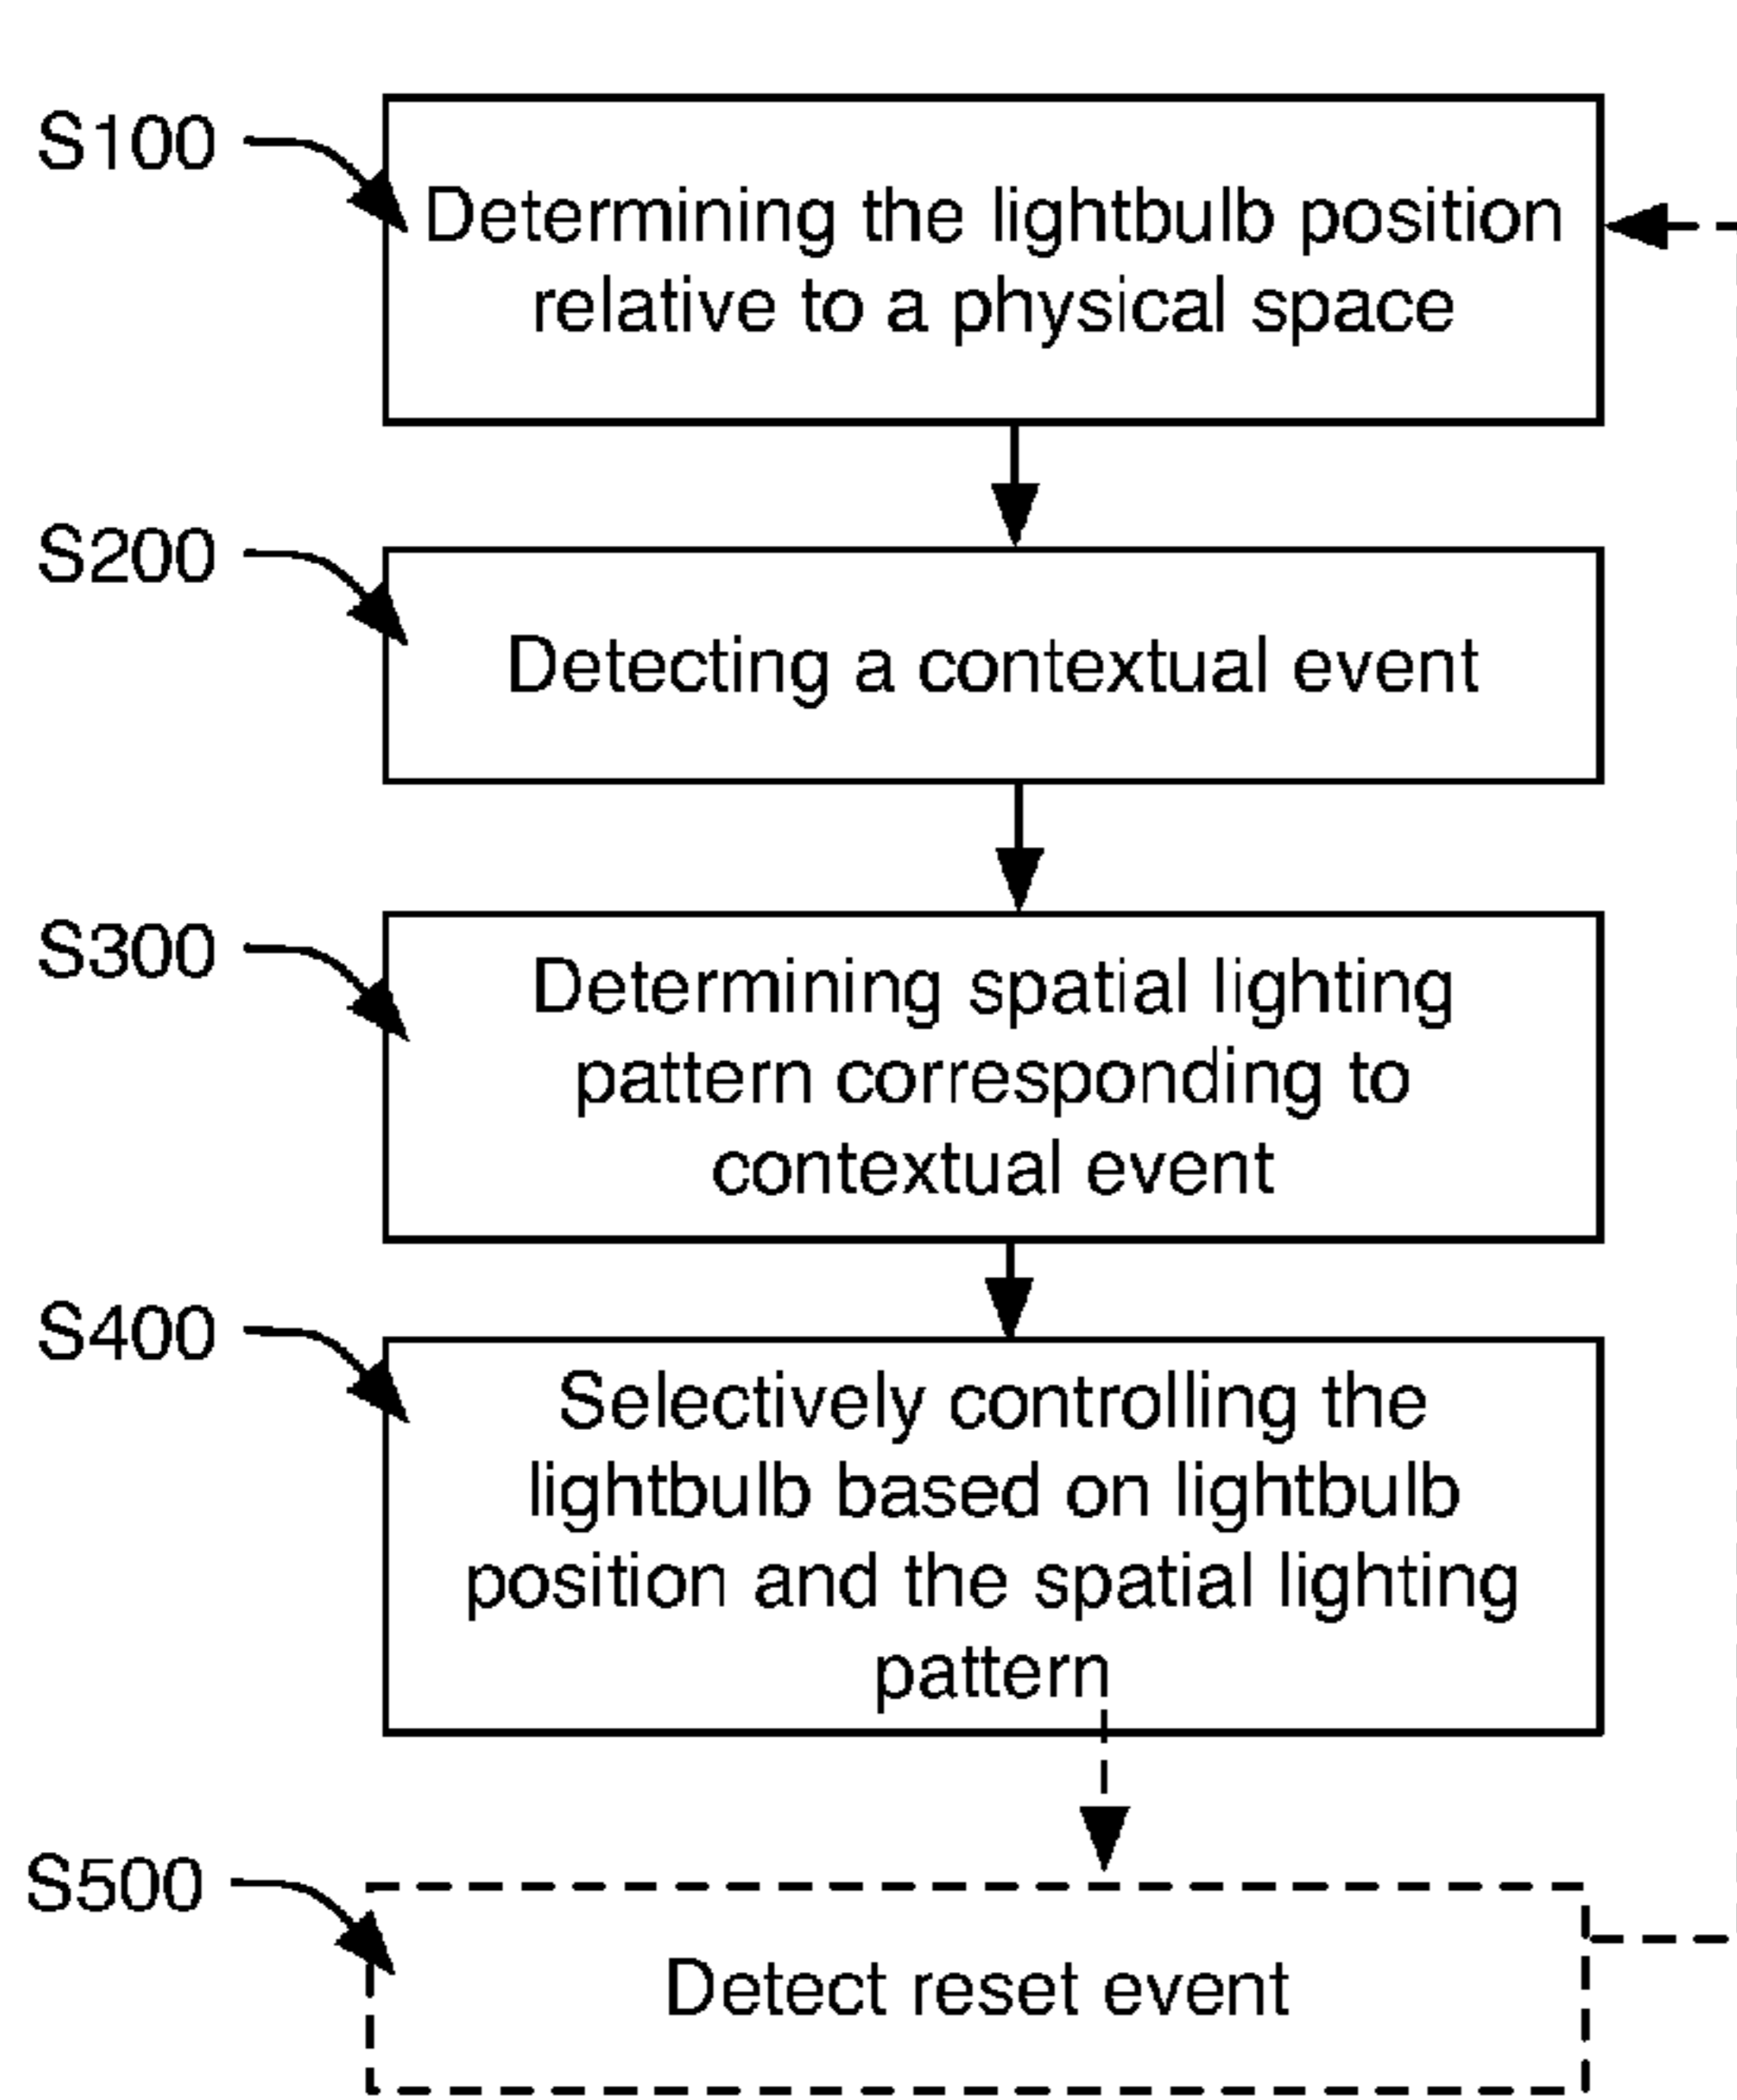 S100
Determining the lightbulb position
relative to a physical space
S200
Detecting a contextual event
S300
Determining spatial lighting
pattern corresponding to
contextual event
S400
Selectively controlling the
lightbulb based on lightbulb
position and the spatial lighting
pattern
S500
Detect reset event